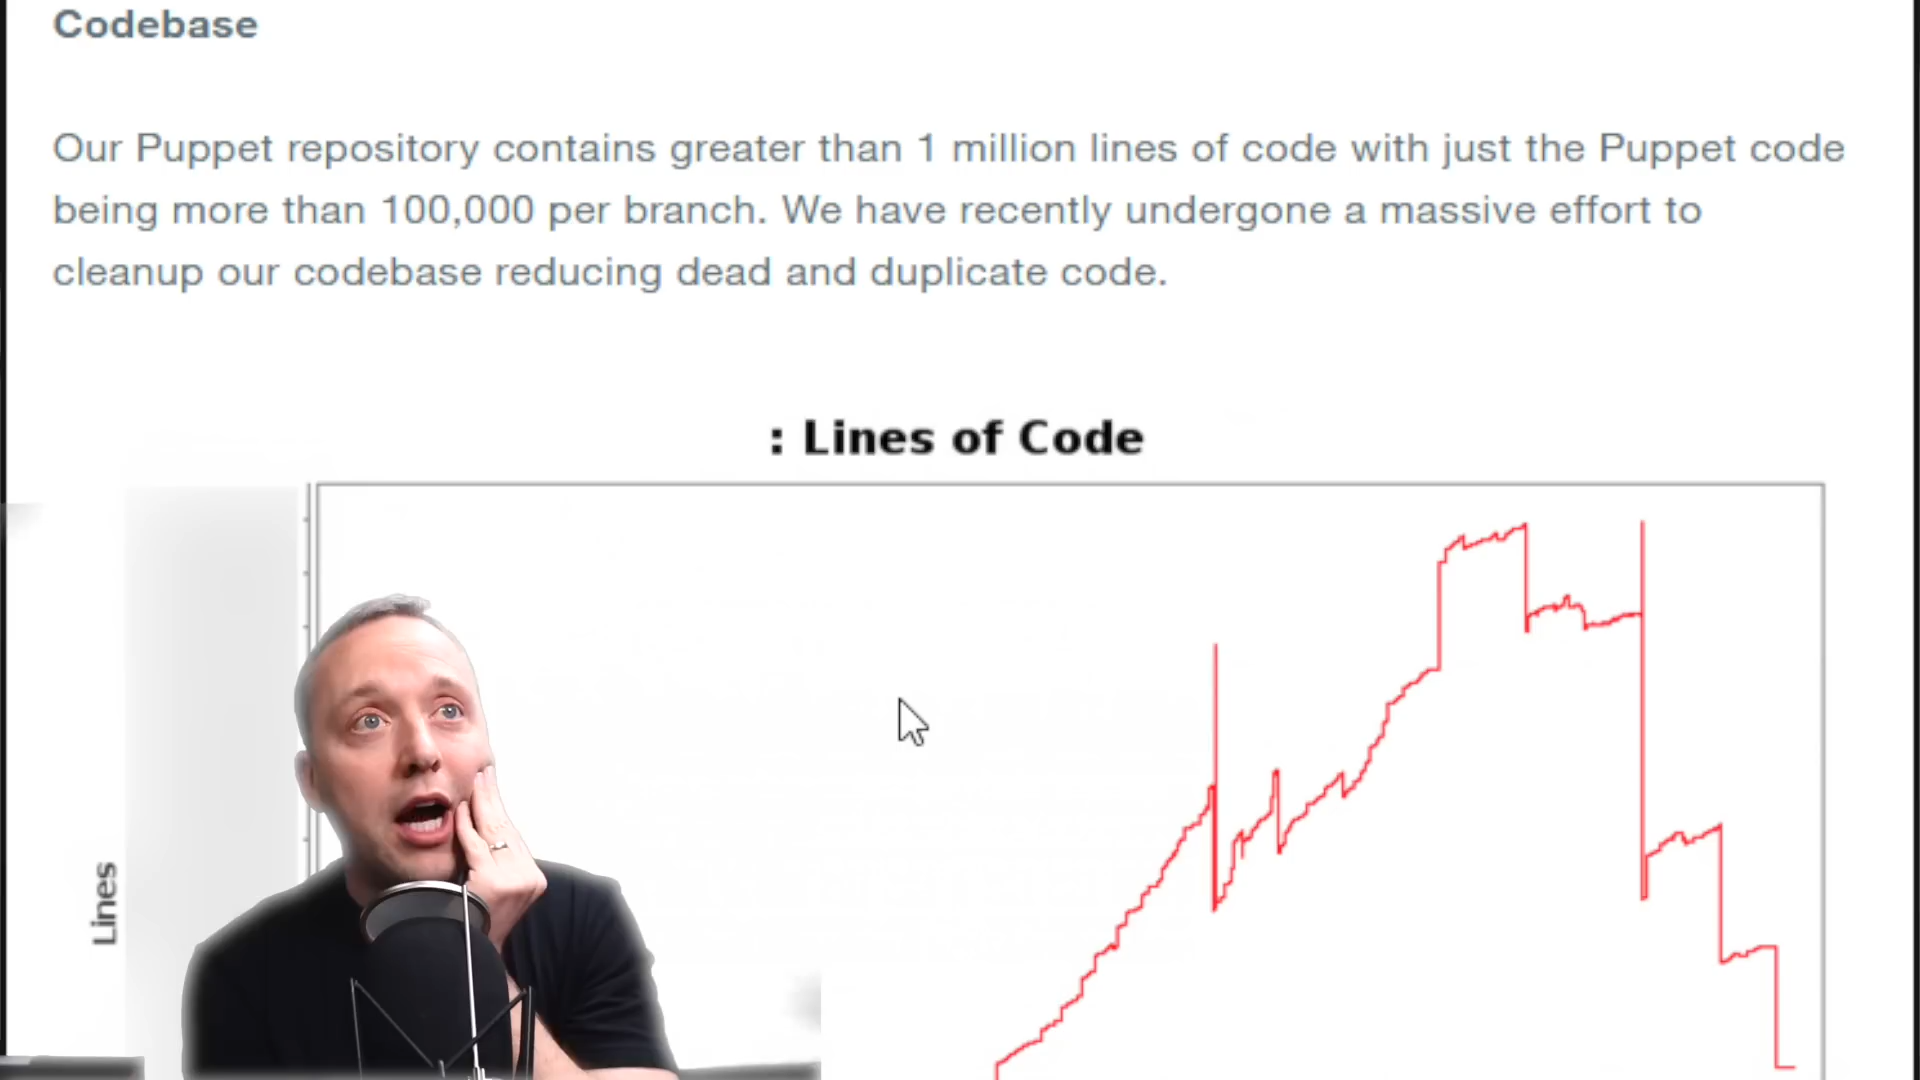 Codebase
Our Puppet repository contains greater than 1 million lines of code with just the Puppet code
being more than 100,000 per branch. We have recently undergone a massive effort to
cleanup our codebase reducing dead and duplicate code.
: Lines of Code
Lines